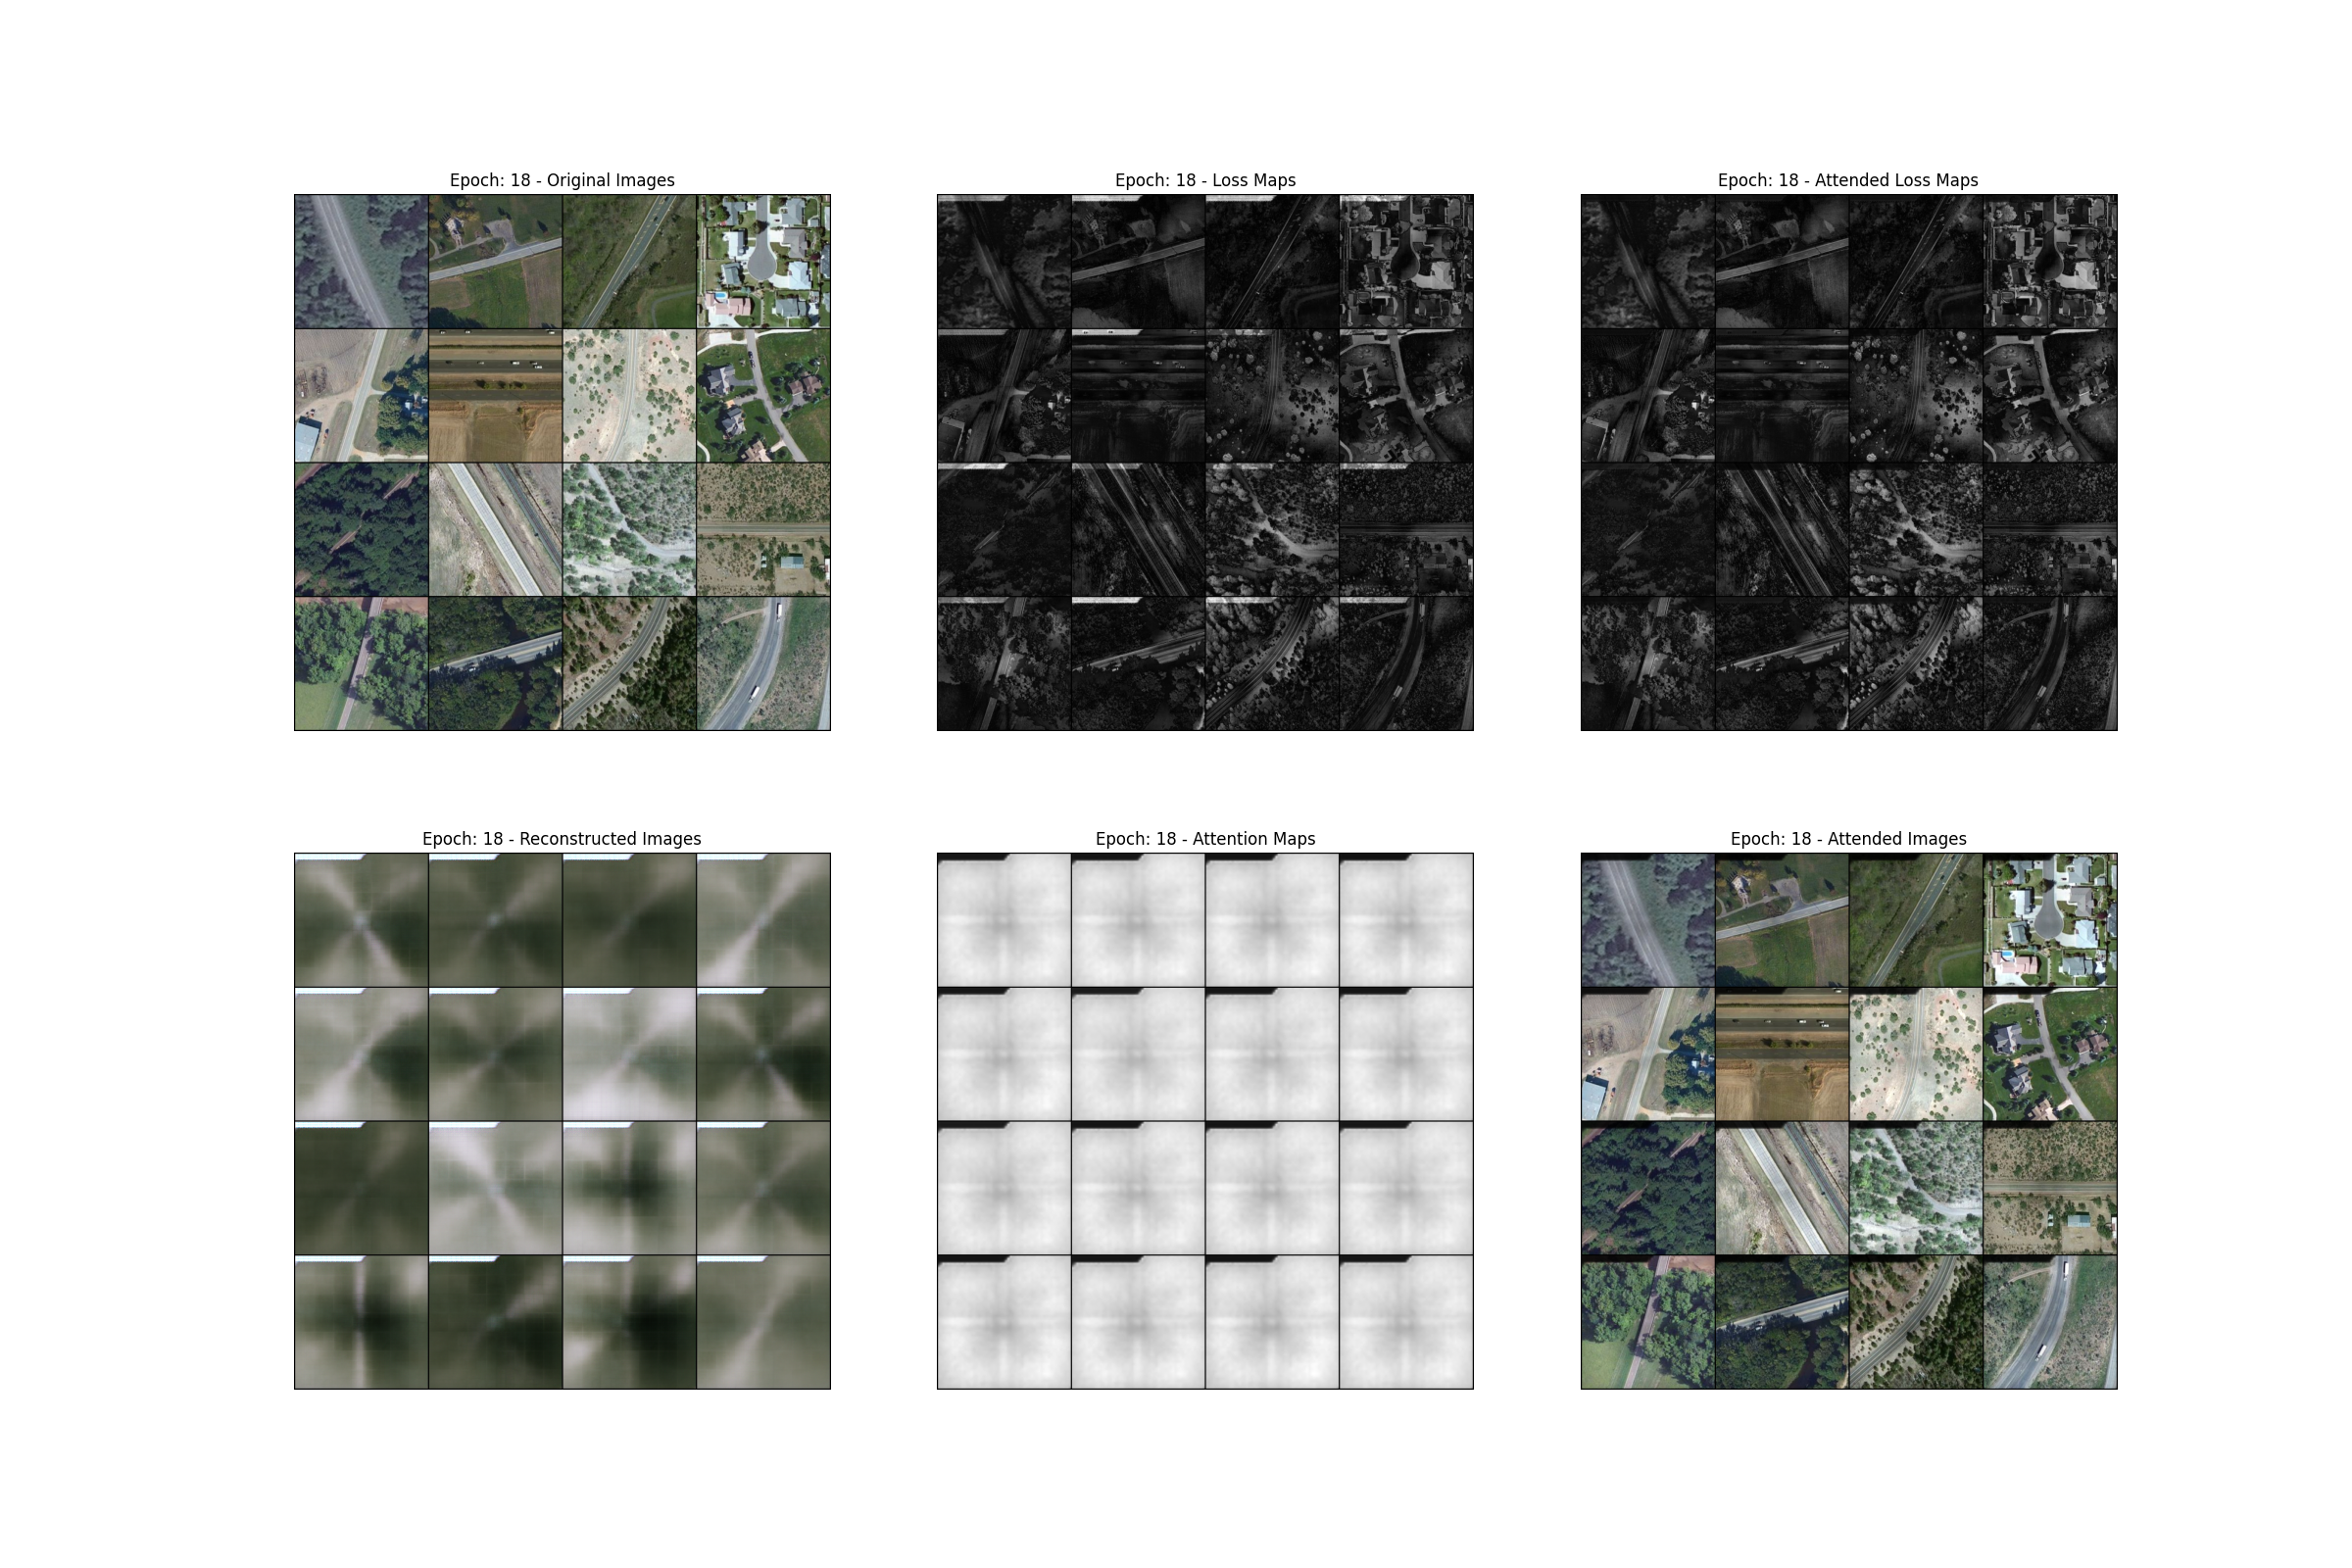 Epoch: 18 - Original Images
Epoch: 18 - Loss Maps
Epoch: 18 - Attended Loss Maps
Epoch: 18 - Reconstructed Images
Epoch: 18 - Attention Maps
Epoch: 18 - Attended Images